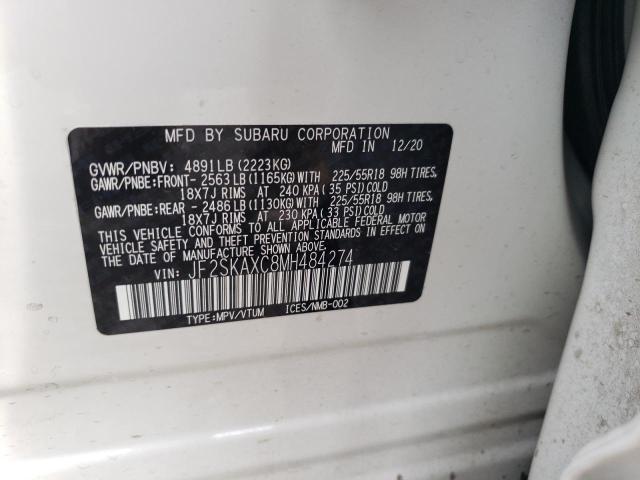 MFD BY SUBARU CORPORATION
MFD IN 12/20
GVWR/PNBV: 4891LB(2223KG)
GAWR/PNBE:FRONT- 2563LB(1165KG)WITH 225/55R18 98H TIRES,
18X7J RIMS AT 240 KPA(35 PSI)COLD
GAWR/PNBE:REAR - 2486LB(1130KG)WITH 225/55R18 98H TIRES,
18X7J RIMS AT 230 KPA(33 PSI)COLD
THIS VEHICLE CONFORMS TO ALL APPLICABLE FEDERAL MOTOR
VEHICLE SAFETY AND THEFT PREVENTION STANDARDS IN EFFECT
ON THE DATE OF MANUFACTURE SHOWN ABOVE.
VIN: JF2SKAXC8MH484274
TYPE:MPV/VTUM ICES/NMB-002